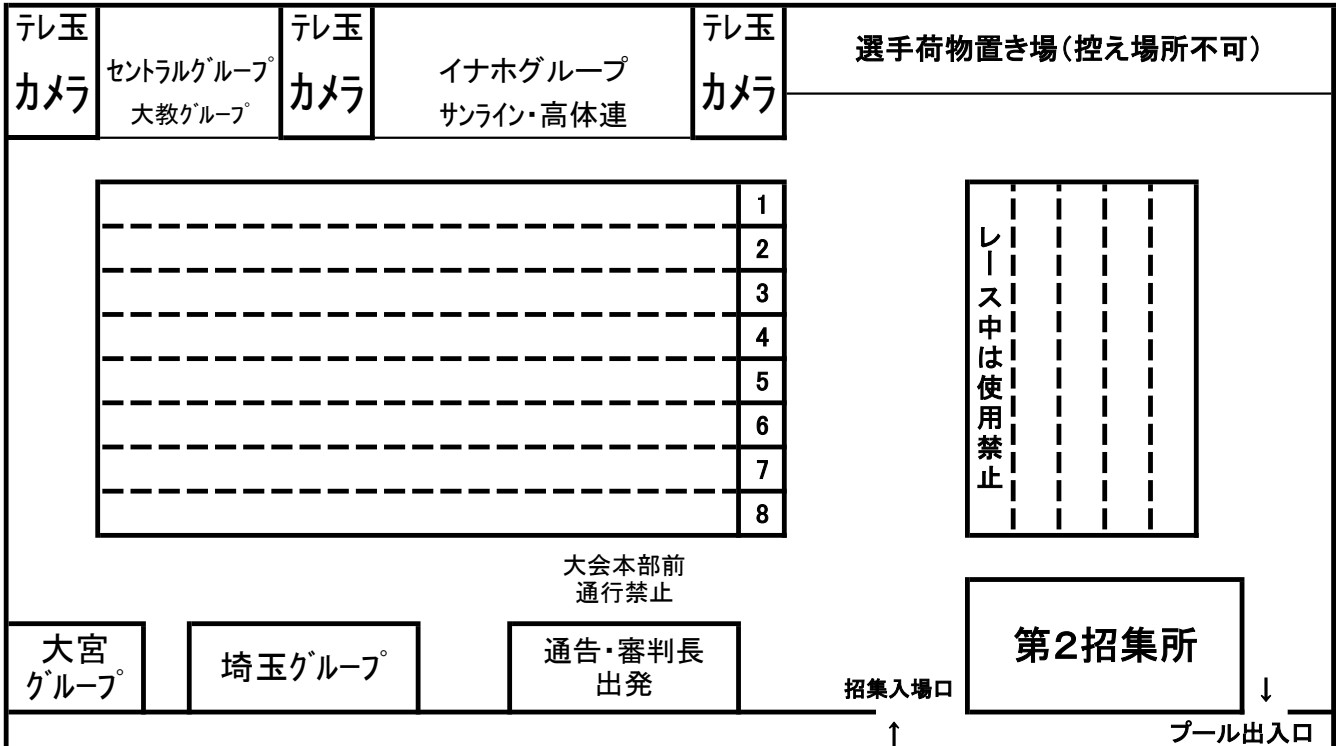 テレ玉
カメラ
セントラルグループ
大教グループ
テレ玉
カメラ
イナホグループ
サンライン・高体連
テレ玉
カメラ
選手荷物置き場(控え場所不可)
1
2
3
4
5
6
7
8
レース中は使用禁止
大会本部前
通行禁止
大宮
グループ
埼玉グループ
通告・審判長
出発
招集入場口
↑
第2招集所
↓
プール出入口